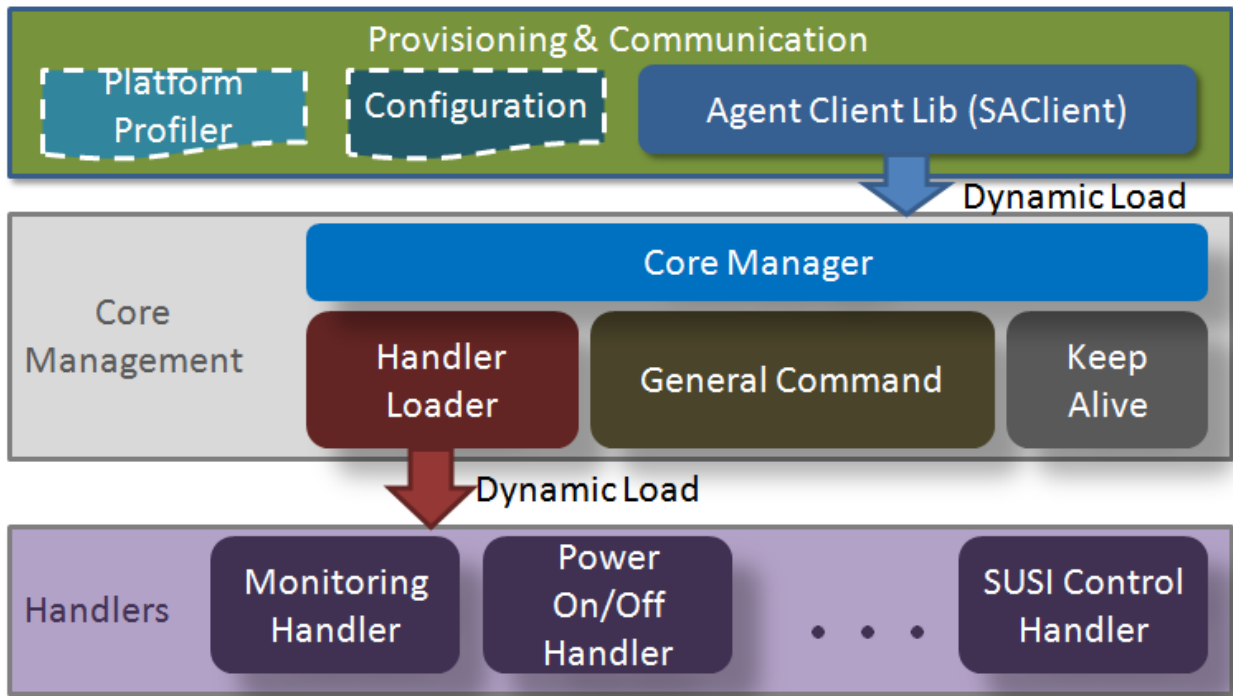 Provisioning & Communication
Platform
Profiler
Configuration
Agent Client Lib (SAClient)
Dynamic Load
Core
Management
Core Manager
Handler
Loader
General Command
Keep
Alive
Dynamic Load
Handlers
Monitoring
Handler
Power
On/Off
Handler
. . .
SUSI Control
Handler